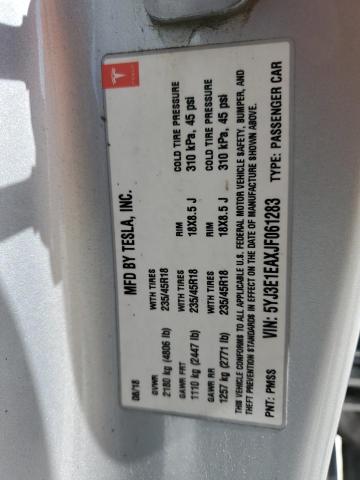 TESLA
MFD BY TESLA, INC.
06/18
GVWR
2180 kg (4806 lb)
GAWR FRT WITH TIRES RIM COLD TIRE PRESSURE
1110 kg (2447 lb) 235/45R18 18X8.5 J 310 kPa, 45 psi
GAWR RR WITH TIRES RIM COLD TIRE PRESSURE
1257 kg (2771 lb) 235/45R18 18X8.5 J 310 kPa, 45 psi
THIS VEHICLE CONFORMS TO ALL APPLICABLE U.S. FEDERAL MOTOR VEHICLE SAFETY, BUMPER, AND
THEFT PREVENTION STANDARDS IN EFFECT ON THE DATE OF MANUFACTURE SHOWN ABOVE.
VIN: 5YJ3E1EAXJF061283 TYPE: PASSENGER CAR
PNT: PMSS